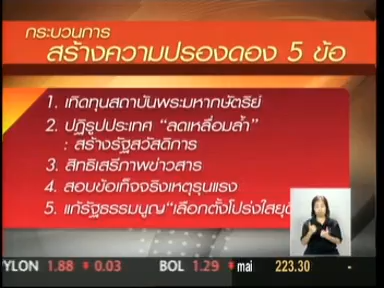 กระบวนการ
สร้างความปรองดอง 5 ข้อ
1. เทิดทุนสถาบันพระมหากษัตริย์
2. ปฏิรูปประเทศ “ลดเหลื่อมล้ำ”
: สร้างรัฐสวัสดิการ
3. สิทธิเสรีภาพข่าวสาร
4. สอบข้อเท็จจริงเหตุรุนแรง
5. แก้รัฐธรรมนูญ“เลือกตั้งโปร่งใส
YLON 1.88 0.03 BOL 1.29 mai 223.30 -